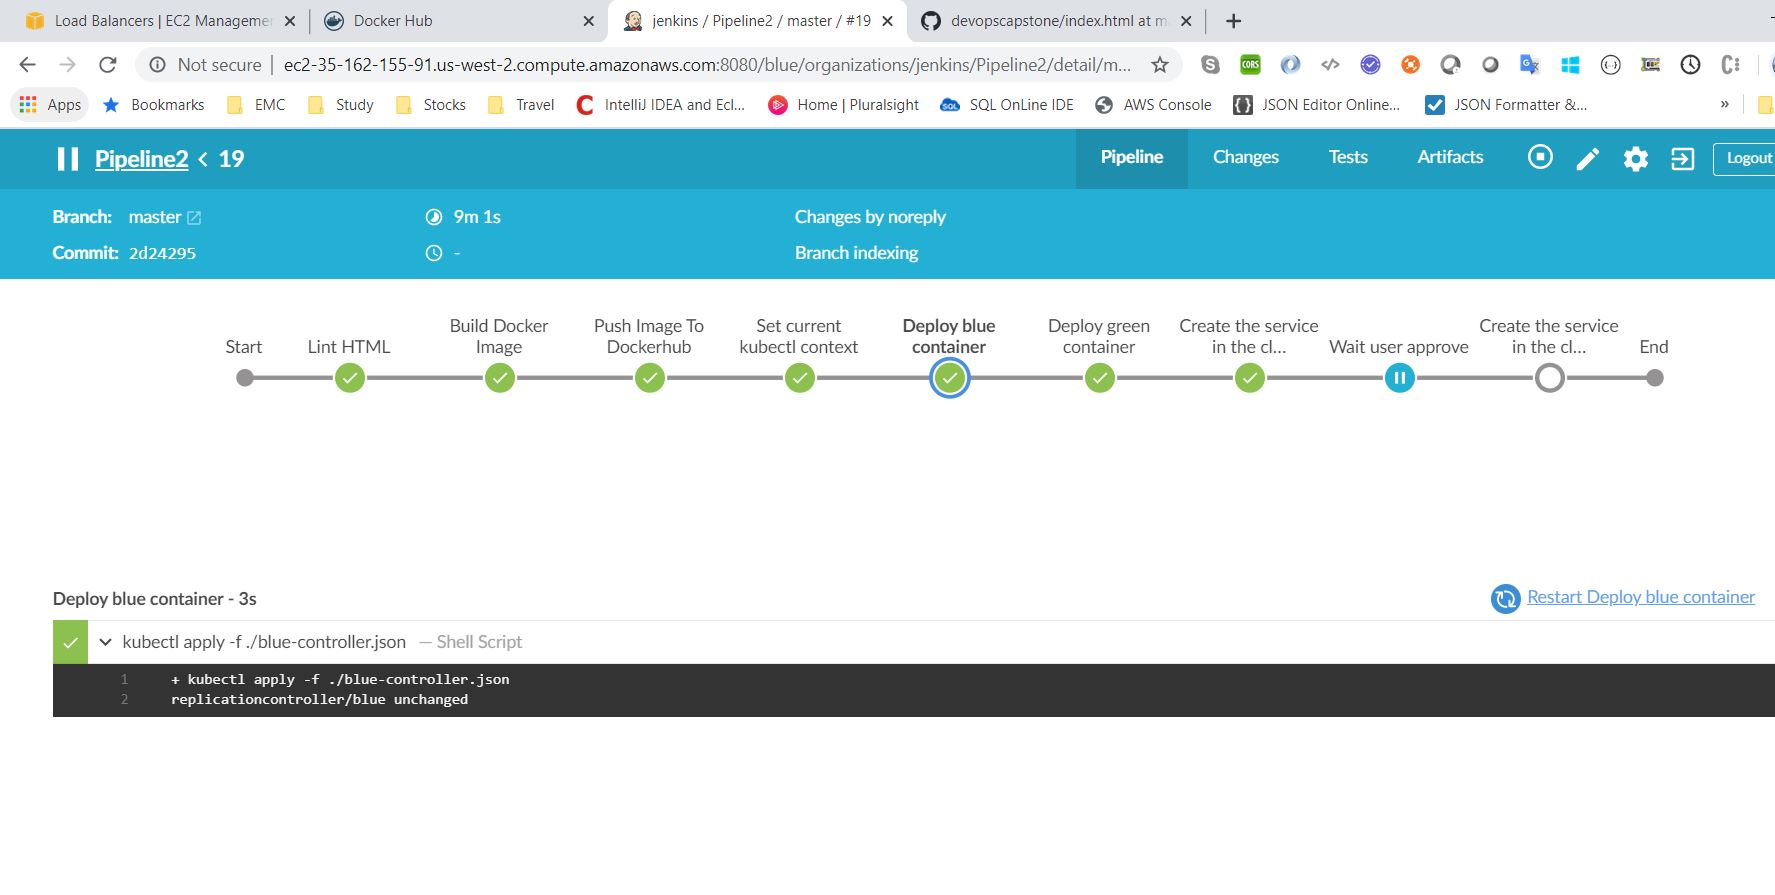 Load Balancers | EC2 Manageme
Docker Hub
jenkins / Pipeline2 / master / #19
devopscapstone/index.html at m
Not secure | ec2-35-162-155-91.us-west-2.compute.amazonaws.com:8080/blue/organizations/jenkins/Pipeline2/detail/m...
Apps
Bookmarks
EMC
Study
Stocks
Travel
IntelliJ IDEA and Ecl...
Home | Pluralsight
SQL OnLine IDE
AWS Console
JSON Editor Online...
JSON Formatter &...
»
Pipeline2 < 19
Pipeline
Changes
Tests
Artifacts
Logout
Branch: master
9m 1s
Changes by noreply
Commit: 2d24295
-
Branch indexing
Start
Lint HTML
Build Docker
Image
Push Image To
Dockerhub
Set current
kubectl context
Deploy blue
container
Deploy green
container
Create the service
in the cl...
Wait user approve
Create the service
in the cl...
End
Deploy blue container - 3s
Restart Deploy blue container
kubectl apply -f ./blue-controller.json — Shell Script
1 + kubectl apply -f ./blue-controller.json
2 replicationcontroller/blue unchanged